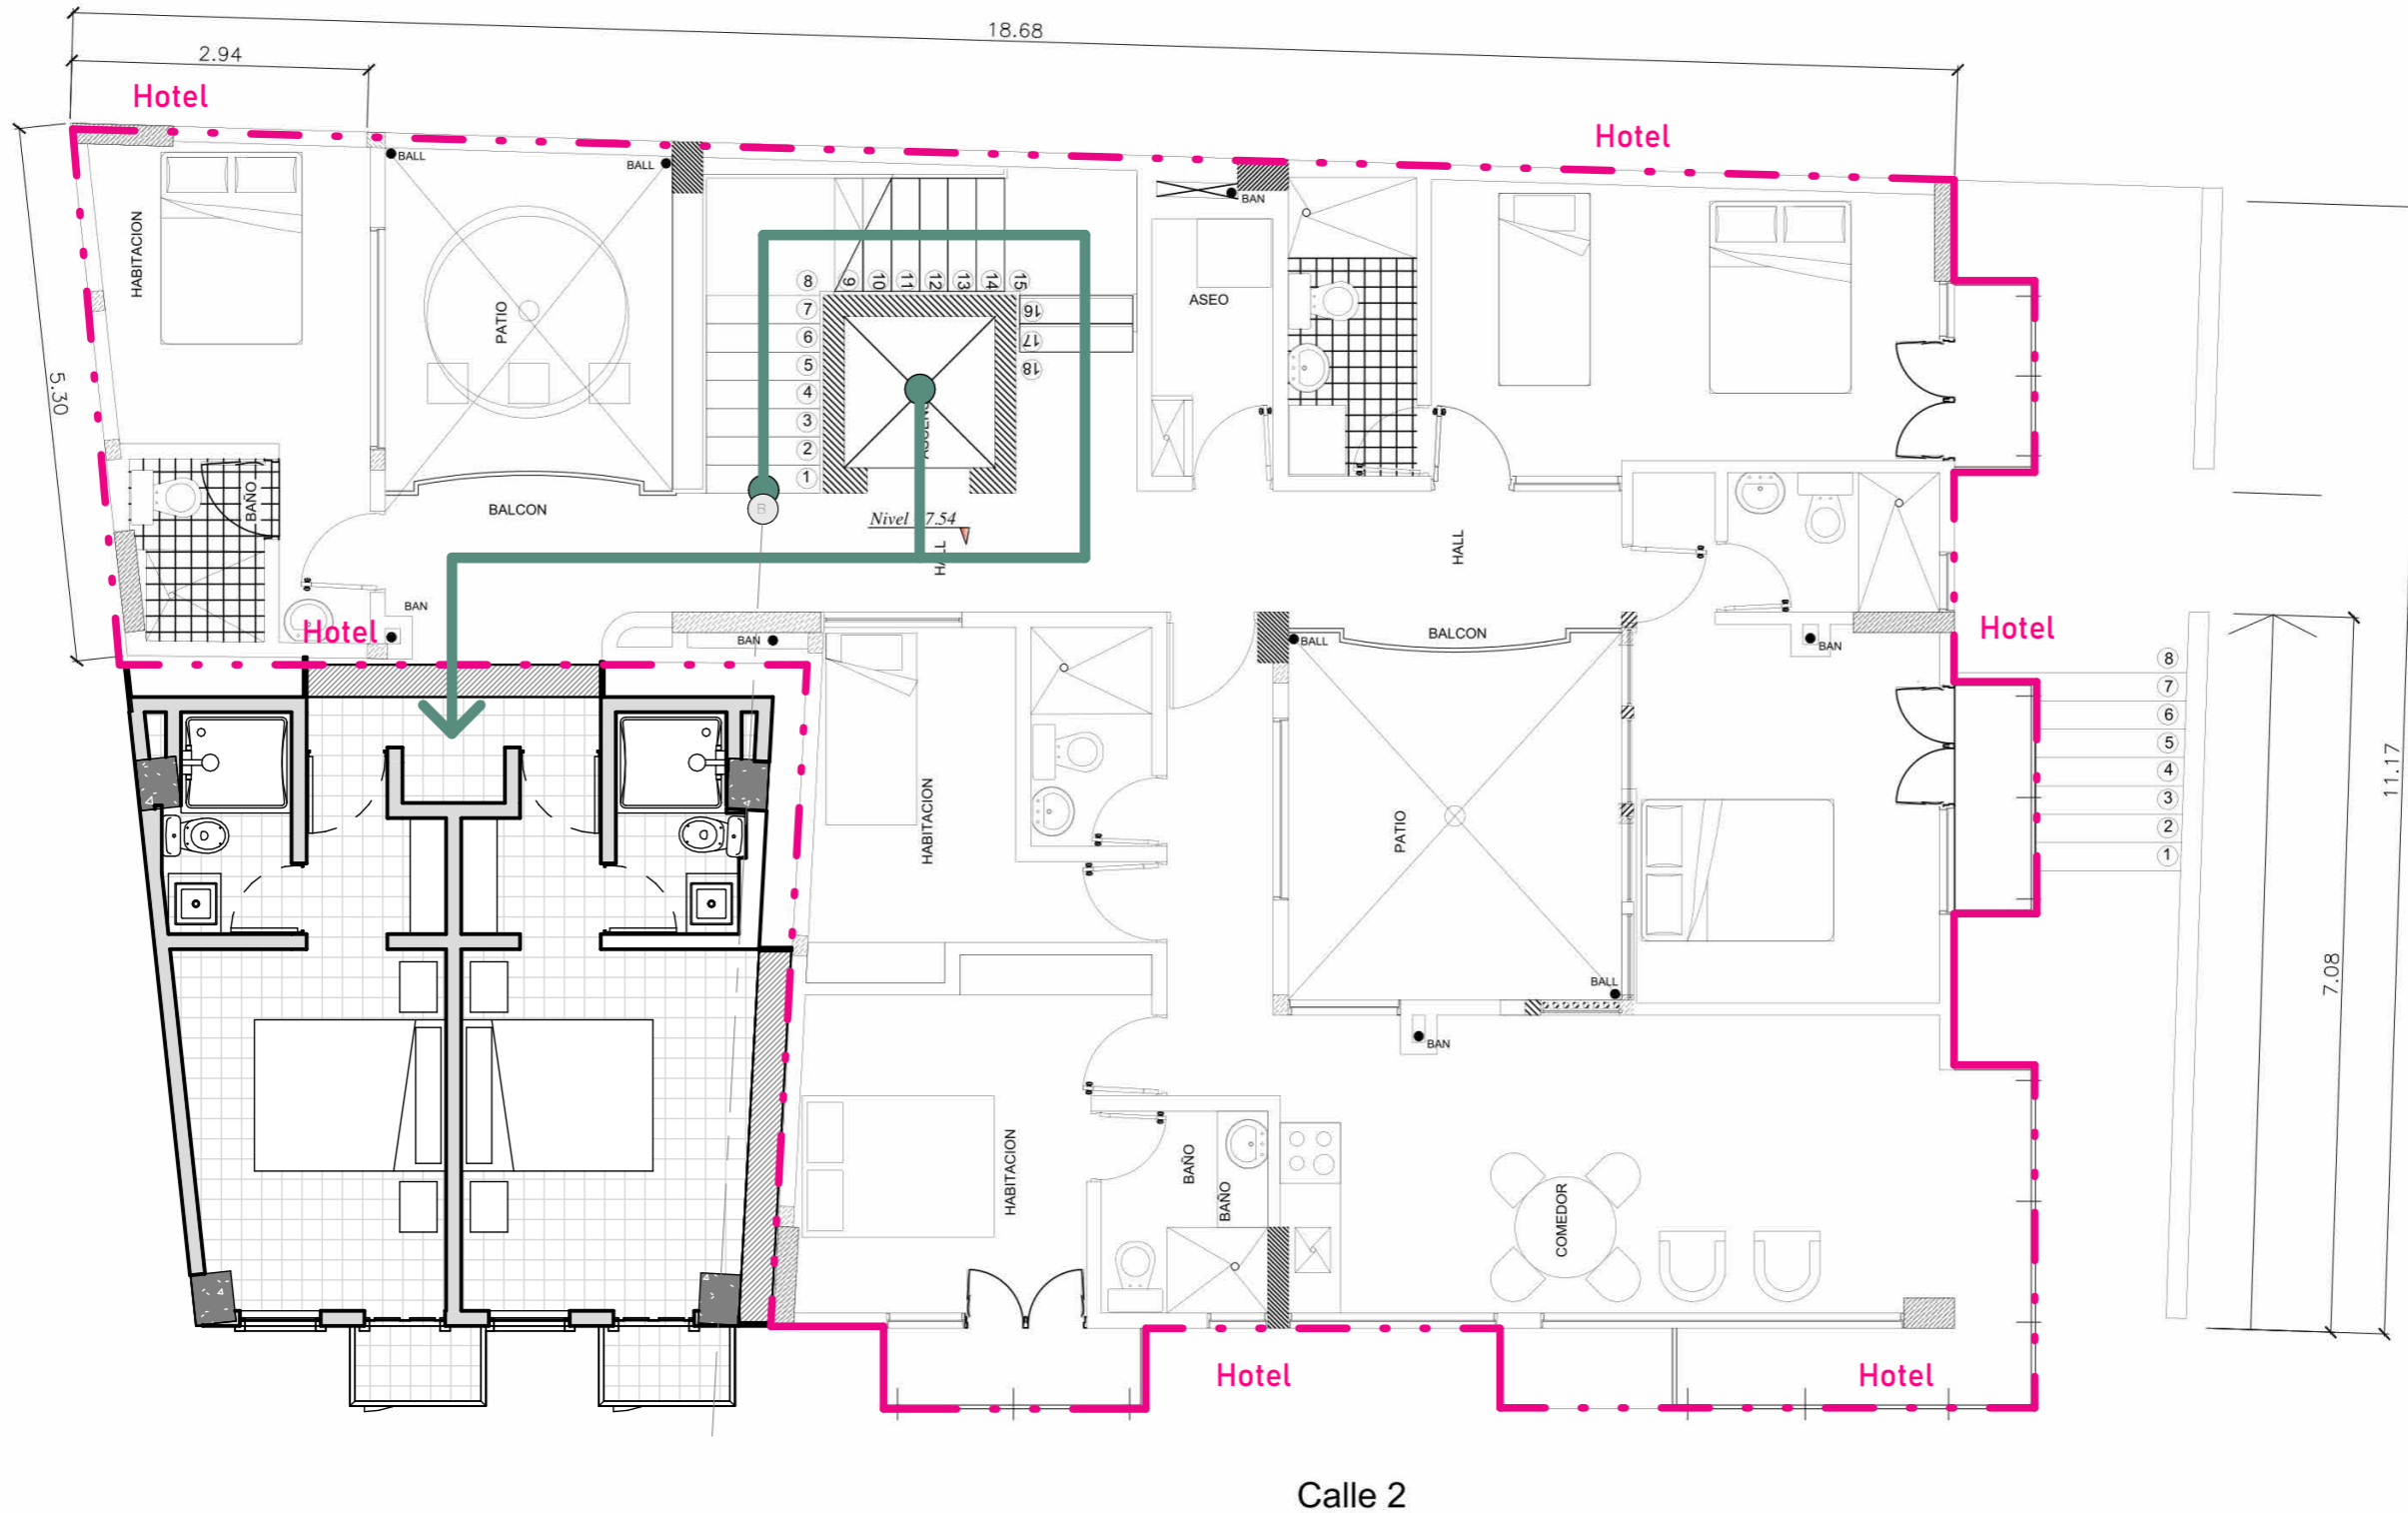 18.68
2.94
Hotel
Hotel
BALL
BALL
BAN
HABITACION
PATIO
ASEO
8
9
10
11
12
13
14
15
7
16
6
17
5
18
4
3
2
1
5.30
BAÑO
BALCON
B
Nivel
7.54
HALL
BAN
Hotel
BAN
BALL
BALCON
BAN
Hotel
8
7
6
5
4
3
2
1
11.17
7.08
HABITACION
PATIO
BALL
BAN
HABITACION
BAÑO
BAÑO
COMEDOR
Hotel
Hotel
Calle 2